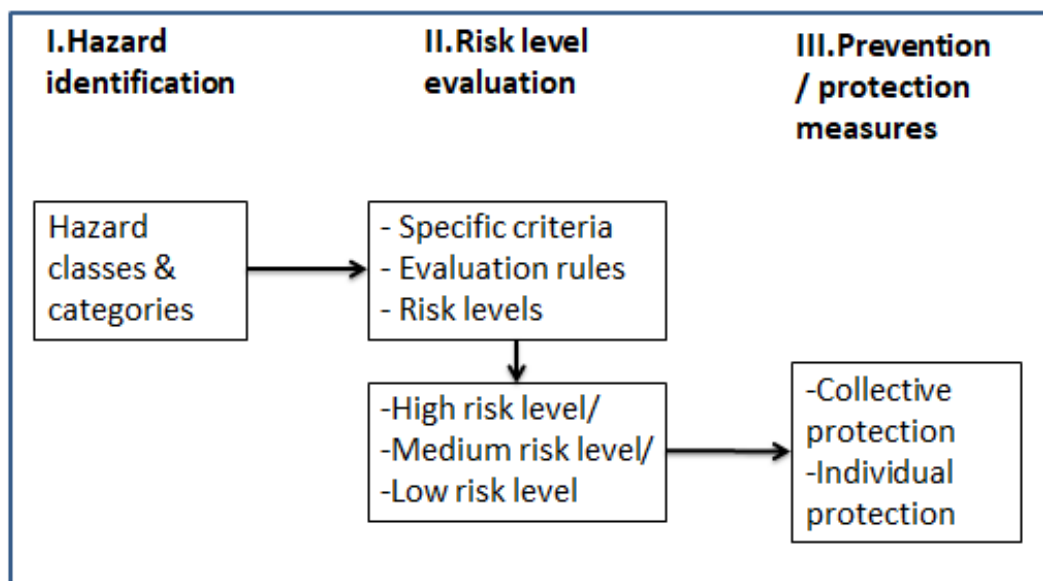 I.Hazard
identification
II.Risk level
evaluation
III.Prevention
/ protection
measures
Hazard
classes &
categories
- Specific criteria
- Evaluation rules
- Risk levels
-High risk level/
-Medium risk level/
-Low risk level
-Collective
protection
-Individual
protection